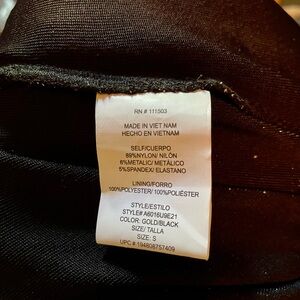 RN # 111503
MADE IN VIET NAM
HECHO EN VIETNAM
SELF/CUERPO
89%NYLON/ NILÓN
6%METALIC/ METÁLICO
5%SPANDEX/ ELASTANO
LINING/FORRO
100%POLYESTER/ 100%POLIÉSTER
STYLE/ESTILO
STYLE# A6016U9E21
COLOR: GOLD/BLACK
SIZE/ TALLA
SIZE: S
UPC #:194808757409